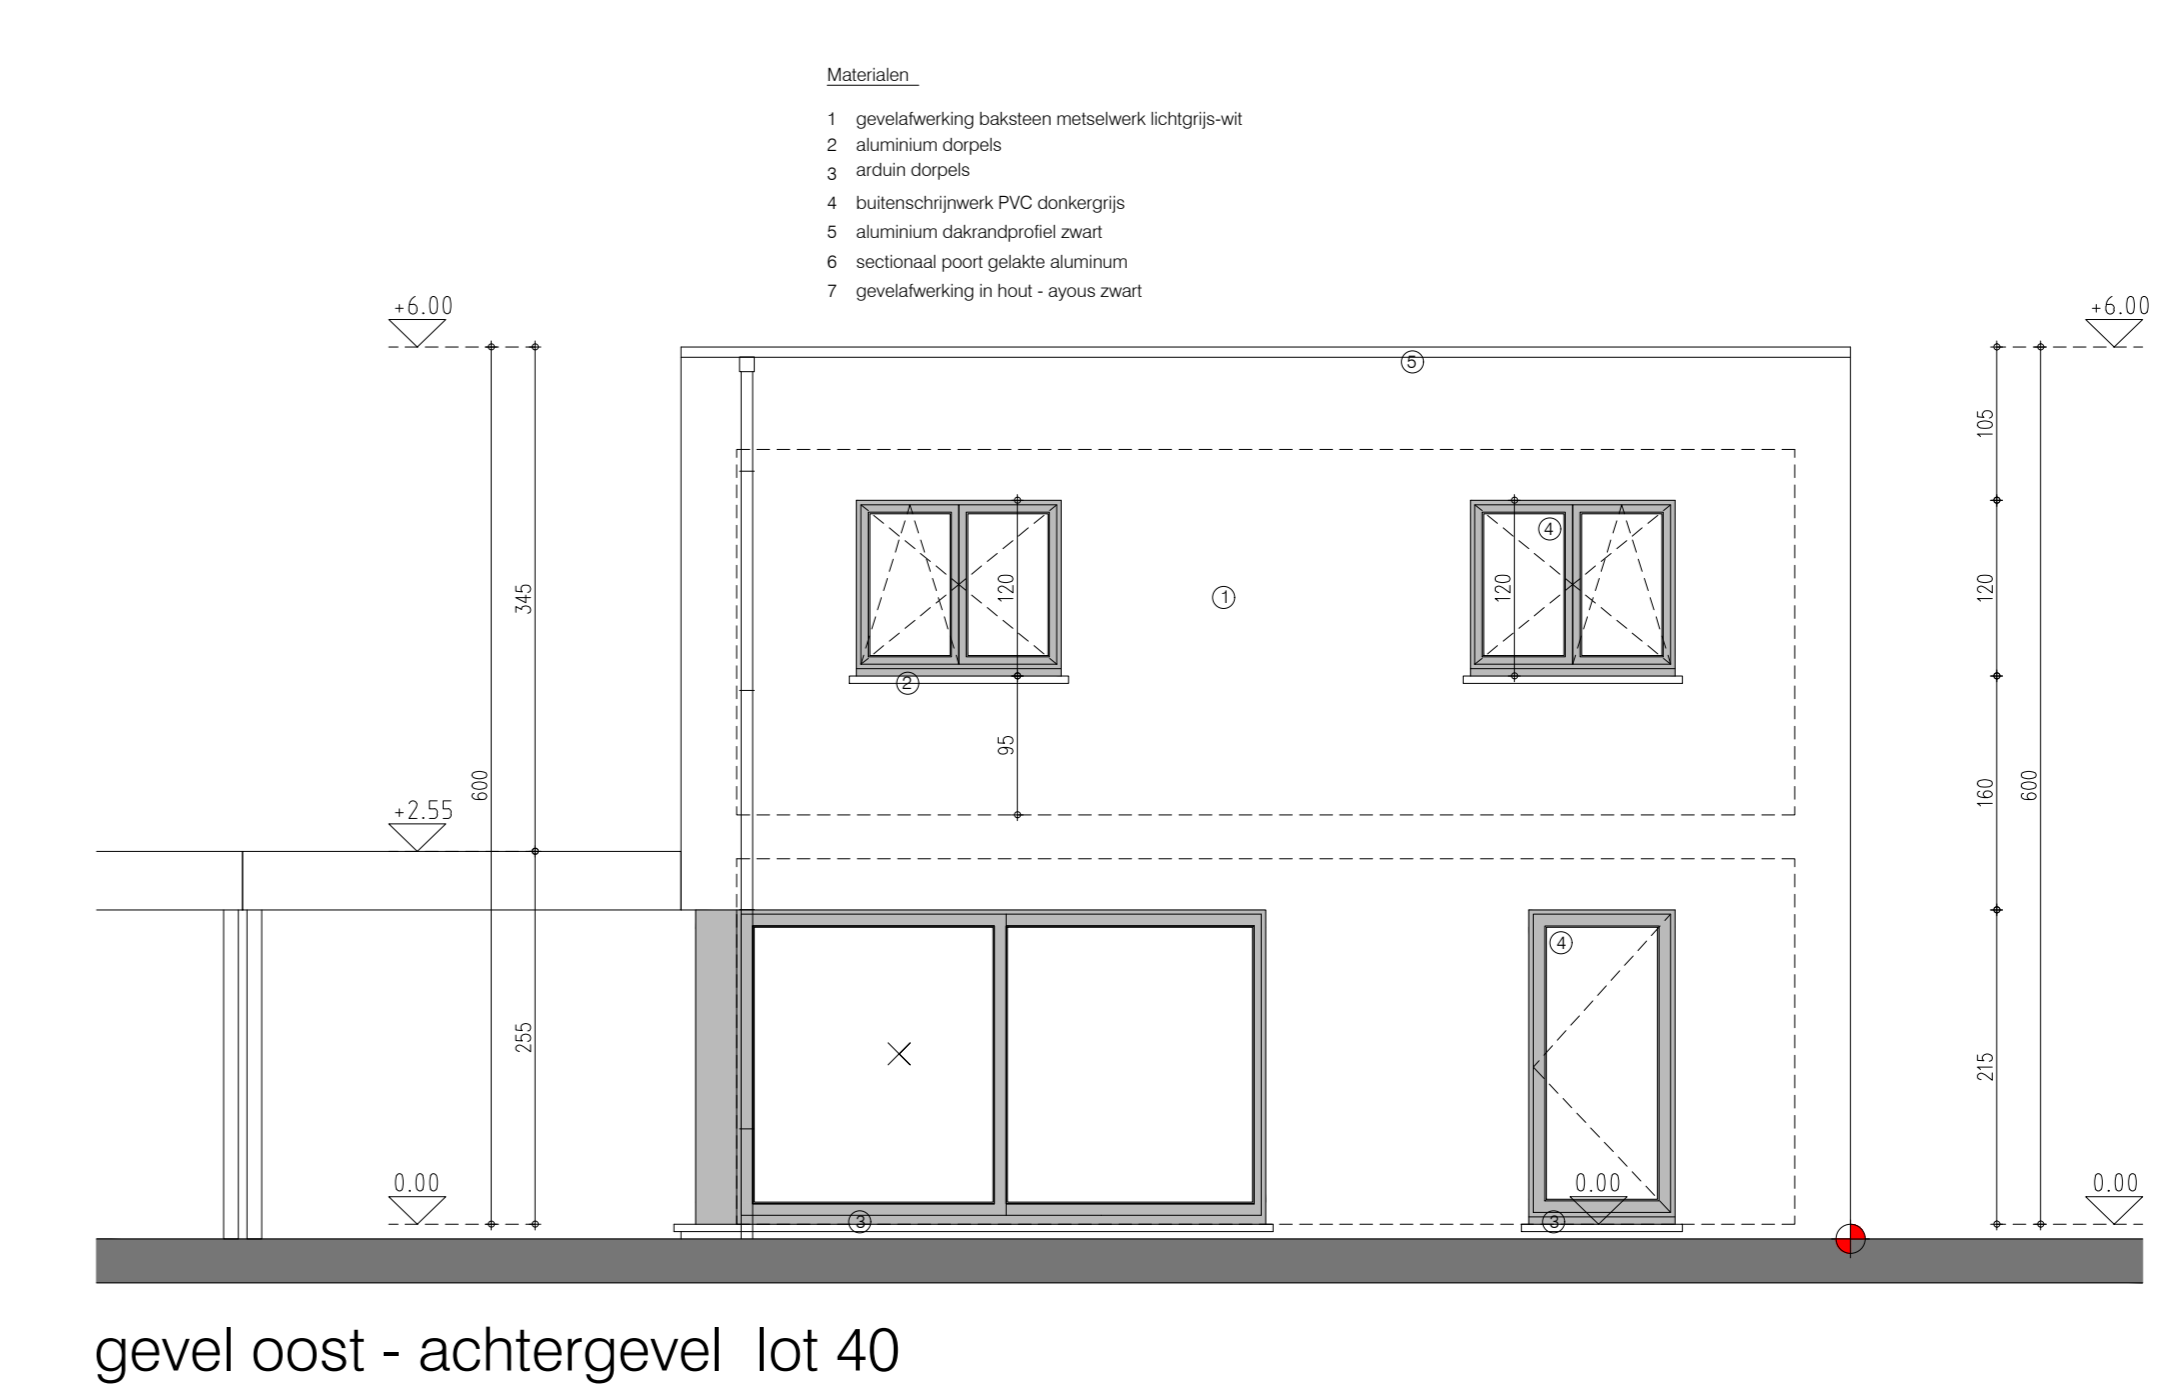 Materialen
1 gevelafwerking baksteen metselwerk lichtgrijs-wit
2 aluminium dorpels
3 arduin dorpels
4 buitenschrijnwerk PVC donkergrijs
5 aluminium dakrandprofiel zwart
6 sectionaal poort gelakte aluminum
7 gevelafwerking in hout - ayous zwart
+6.00
+6.00
5
105
4
120
120
120
345
1
2
95
600
160
600
+2.55
4
255
215
0.00
0.00
0.00
3
3
gevel oost - achtergevel lot 40